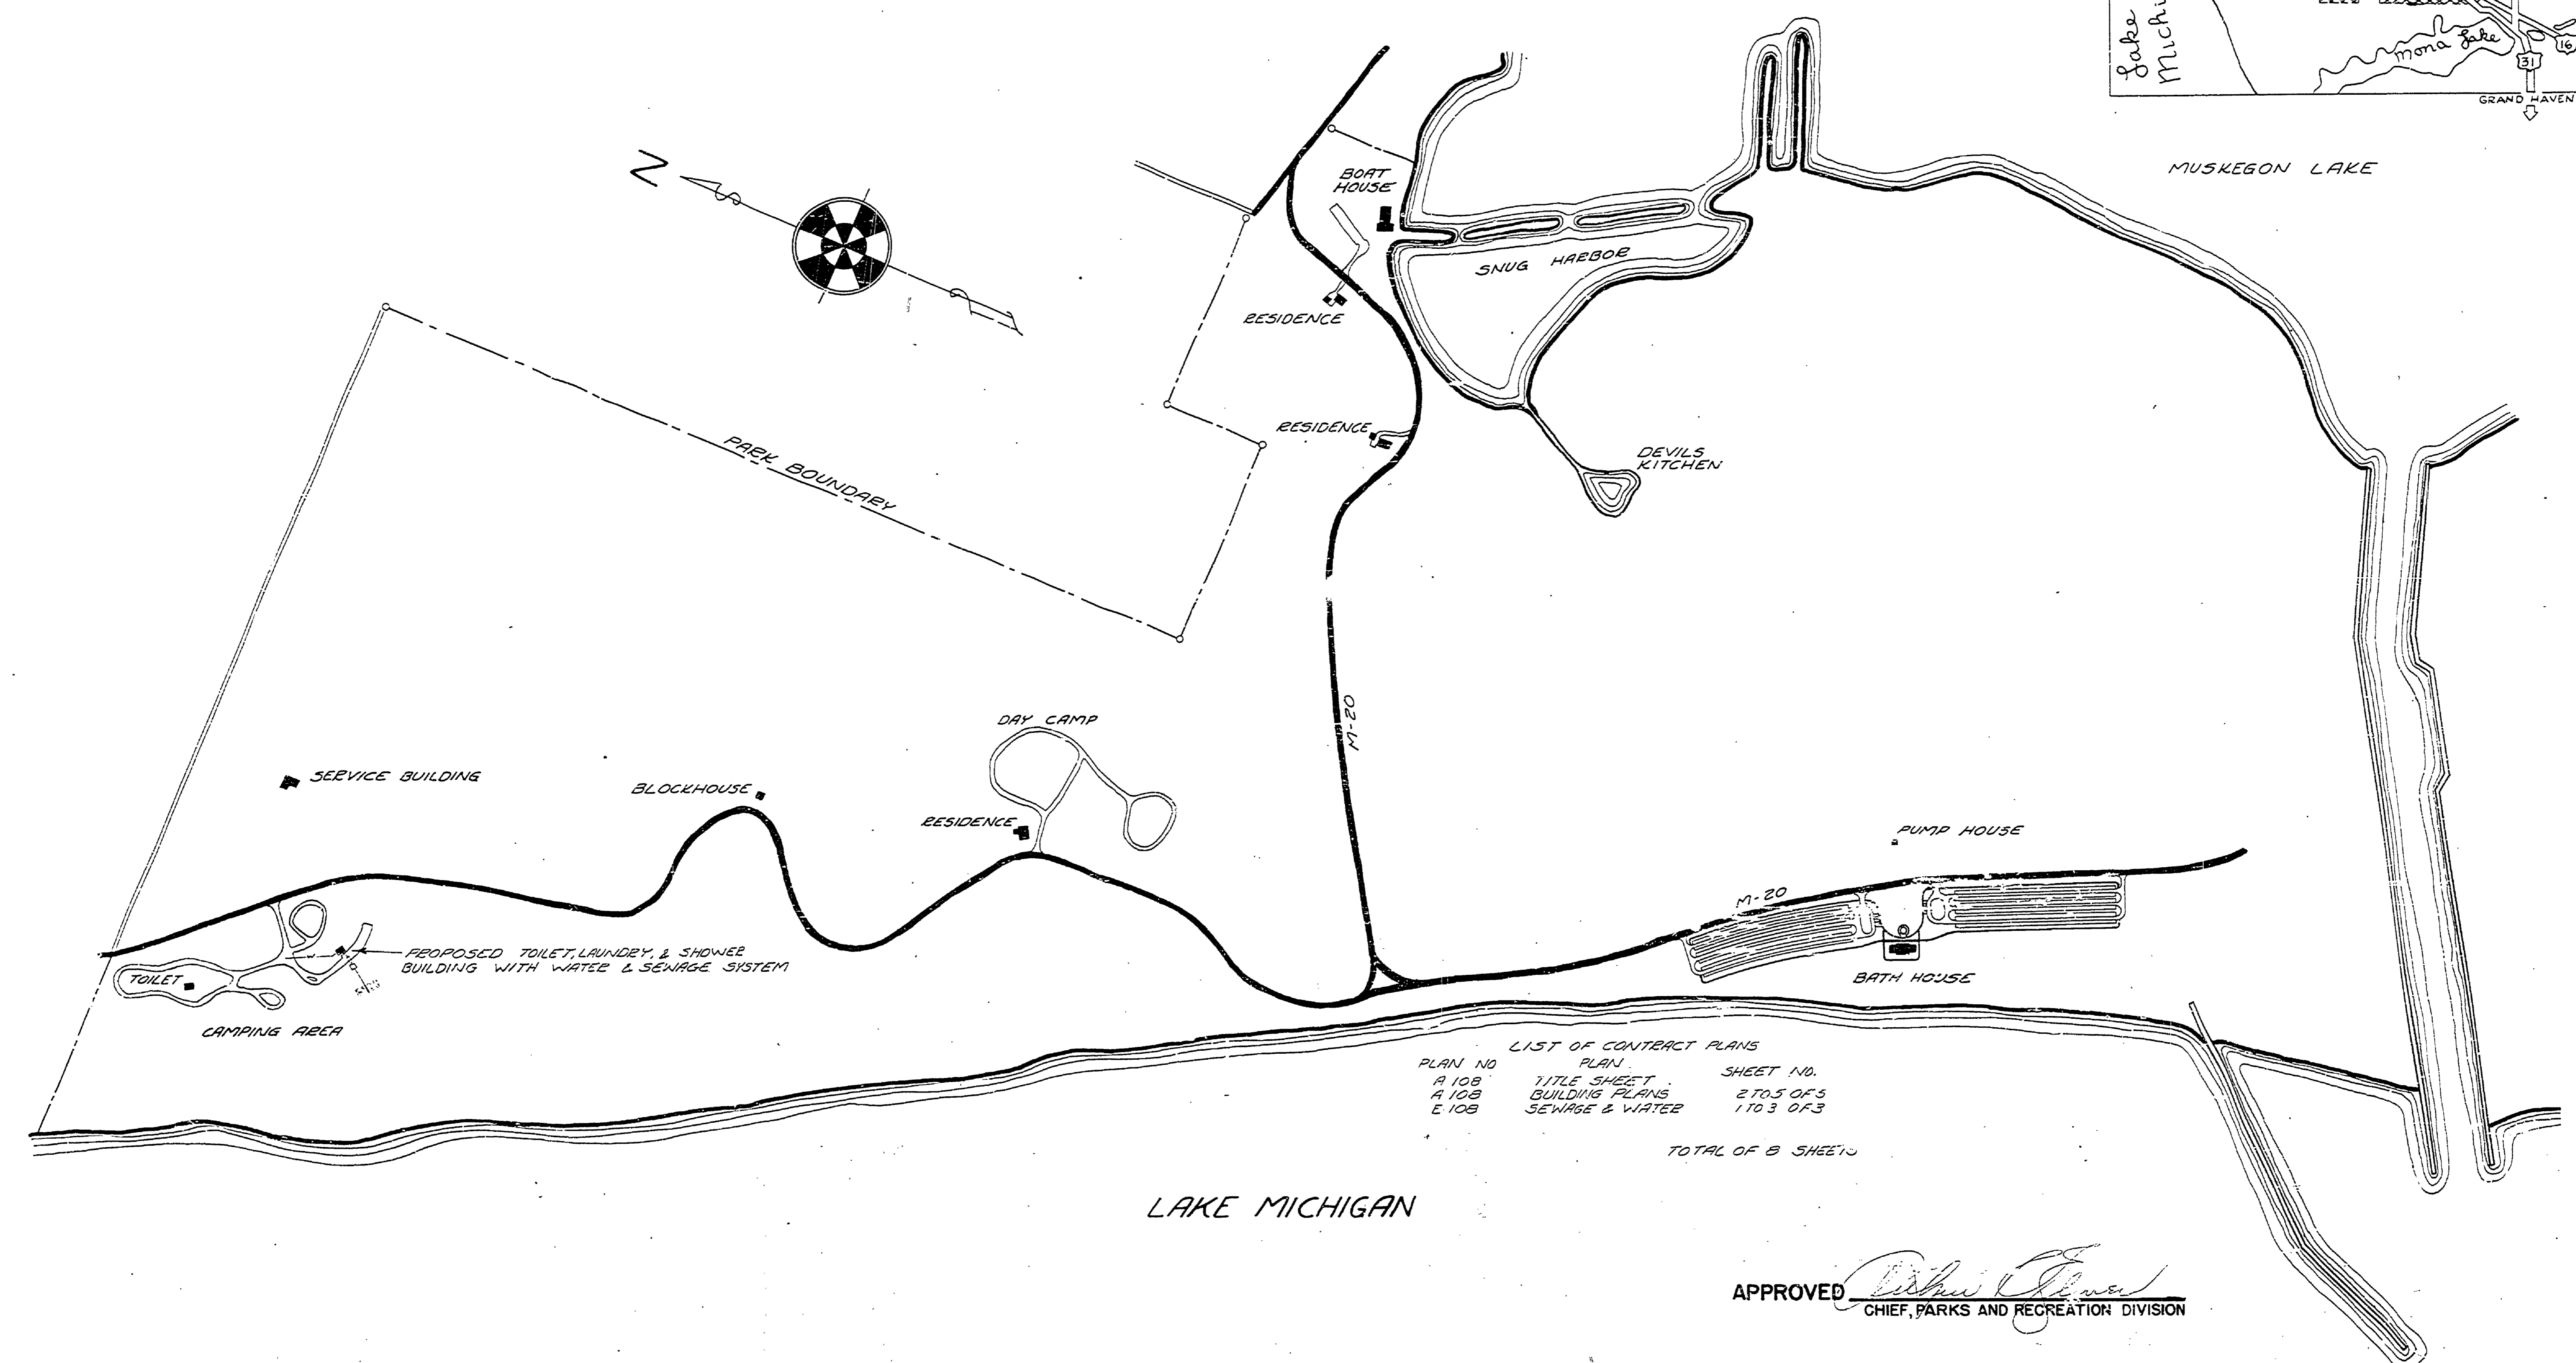 Lake
Mona Lake
16
31
GRAND HAVEN
MUSKEGON LAKE
N
BOAT
HOUSE
SNUG HARBOR
RESIDENCE
RESIDENCE
DEVILS
KITCHEN
PARK BOUNDARY
M-20
DAY CAMP
SERVICE BUILDING
BLOCKHOUSE
RESIDENCE
PUMP HOUSE
M-20
PROPOSED TOILET, LAUNDRY, & SHOWER
BUILDING WITH WATER & SEWAGE SYSTEM
TOILET
BATH HOUSE
CAMPING AREA
LIST OF CONTRACT PLANS
PLAN NO PLAN SHEET NO.
A 108 TITLE SHEET
A 108 BUILDING PLANS 2 TO 5 OF 5
E 108 SEWAGE & WATER 1 TO 3 OF 3
TOTAL OF 8 SHEETS
LAKE MICHIGAN
APPROVED
CHIEF, PARKS AND RECREATION DIVISION